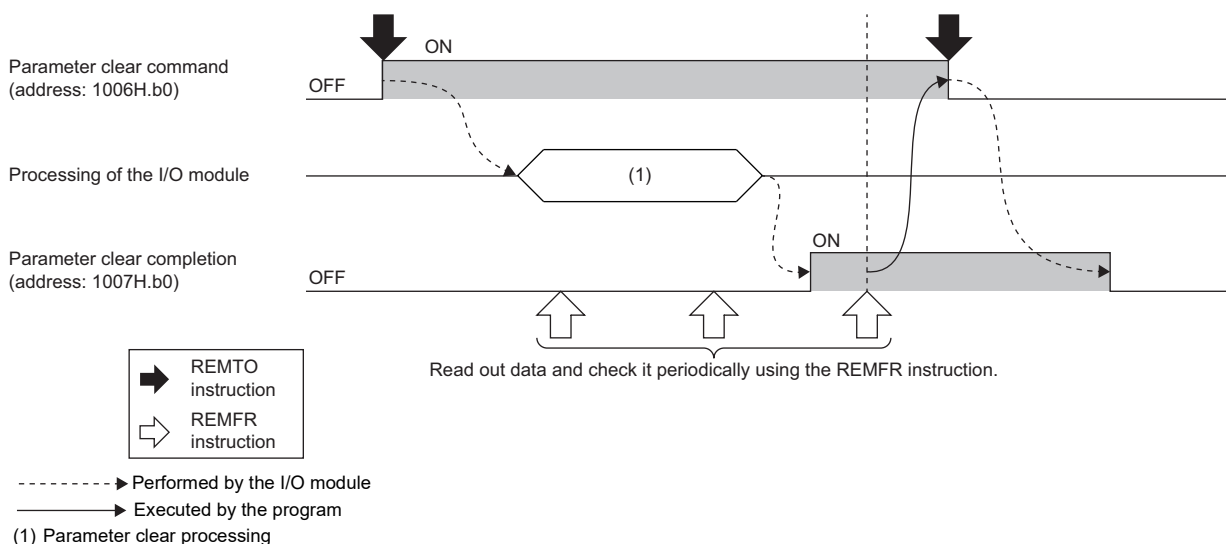 ON
Parameter clear command
(address: 1006H.b0)
OFF
Processing of the I/O module
(1)
ON
Parameter clear completion
(address: 1007H.b0)
OFF
Read out data and check it periodically using the REMFR instruction.
REMTO
instruction
REMFR
instruction
Performed by the I/O module
Executed by the program
(1) Parameter clear processing